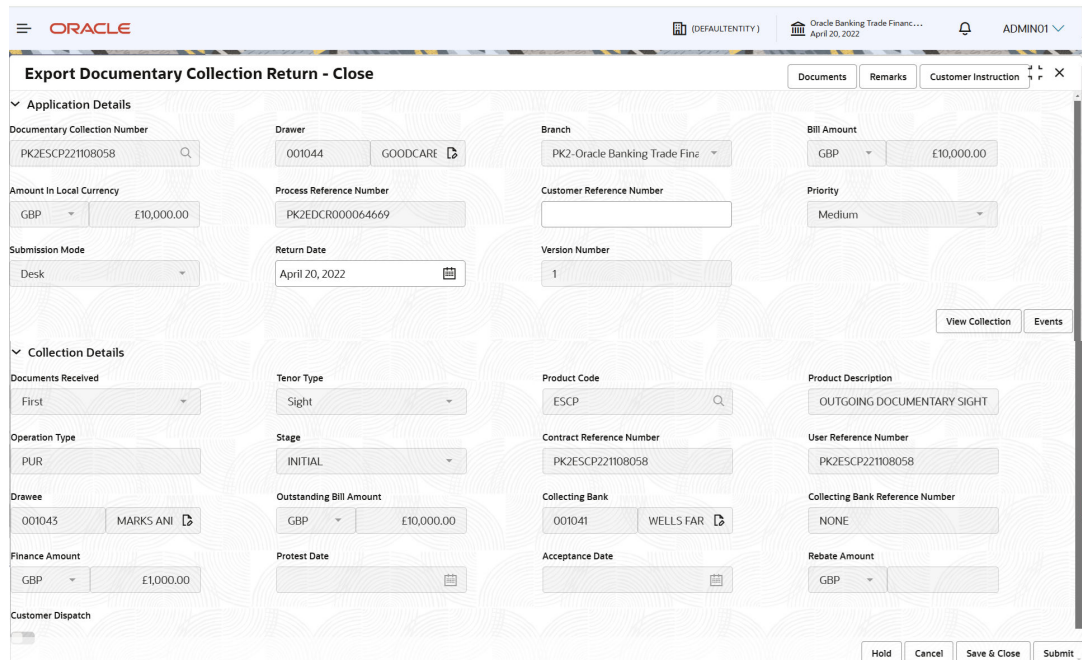 ORACLE
(DEFAULTENTITY)
Oracle Banking Trade Financ...
April 20, 2022
ADMIN01
Export Documentary Collection Return - Close
Documents
Remarks
Customer Instruction
Application Details
Documentary Collection Number
Drawer
Branch
Bill Amount
PK2ESCP221108058
001044
GOODCARE
PK2-Oracle Banking Trade Fina
GBP
£10,000.00
Amount In Local Currency
Process Reference Number
Customer Reference Number
Priority
GBP
£10,000.00
PK2EDCR000064669
Medium
Submission Mode
Return Date
Version Number
Desk
April 20, 2022
1
View Collection
Events
Collection Details
Documents Received
Tenor Type
Product Code
Product Description
First
Sight
ESCP
OUTGOING DOCUMENTARY SIGHT
Operation Type
Stage
Contract Reference Number
User Reference Number
PUR
INITIAL
PK2ESCP221108058
PK2ESCP221108058
Drawee
Outstanding Bill Amount
Collecting Bank
Collecting Bank Reference Number
001043
MARKS ANI
GBP
£10,000.00
001041
WELLS FAR
NONE
Finance Amount
Protest Date
Acceptance Date
Rebate Amount
GBP
£1,000.00
GBP
Customer Dispatch
Hold
Cancel
Save & Close
Submit